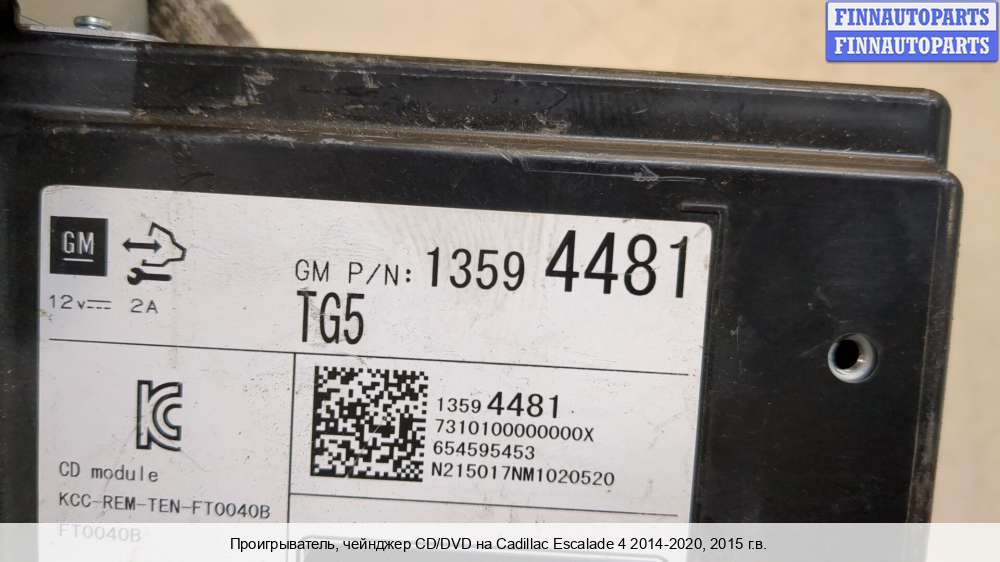 FINNAUTOPARTS
FINNAUTOPARTS
GM
GM P/N: 1359 4481
12v 2A
TG5
1359 4481
7310100000000X
654595453
N215017NM1020520
KC
CD module
KCC-REM-TEN-FT0040B
FT0040B
Проигрыватель, чейнджер CD/DVD на Cadillac Escalade 4 2014-2020, 2015 г.в.